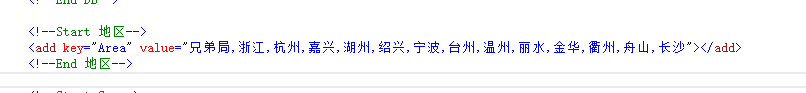 <!--Start 地区-->
<add key="Area" value="兄弟局,浙江,杭州,嘉兴,湖州,绍兴,宁波,台州,温州,丽水,金华,衢州,舟山,长沙"></add>
<!--End 地区-->